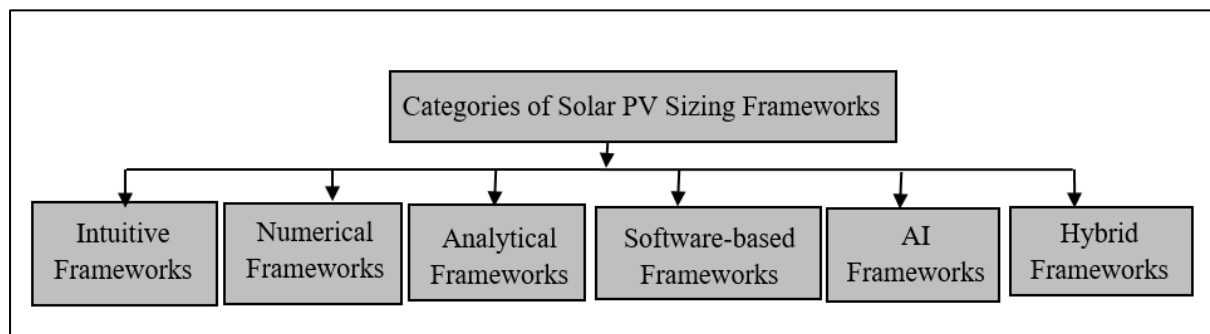 Categories of Solar PV Sizing Frameworks
Intuitive
Frameworks
Numerical
Frameworks
Analytical
Frameworks
Software-based
Frameworks
AI
Frameworks
Hybrid
Frameworks